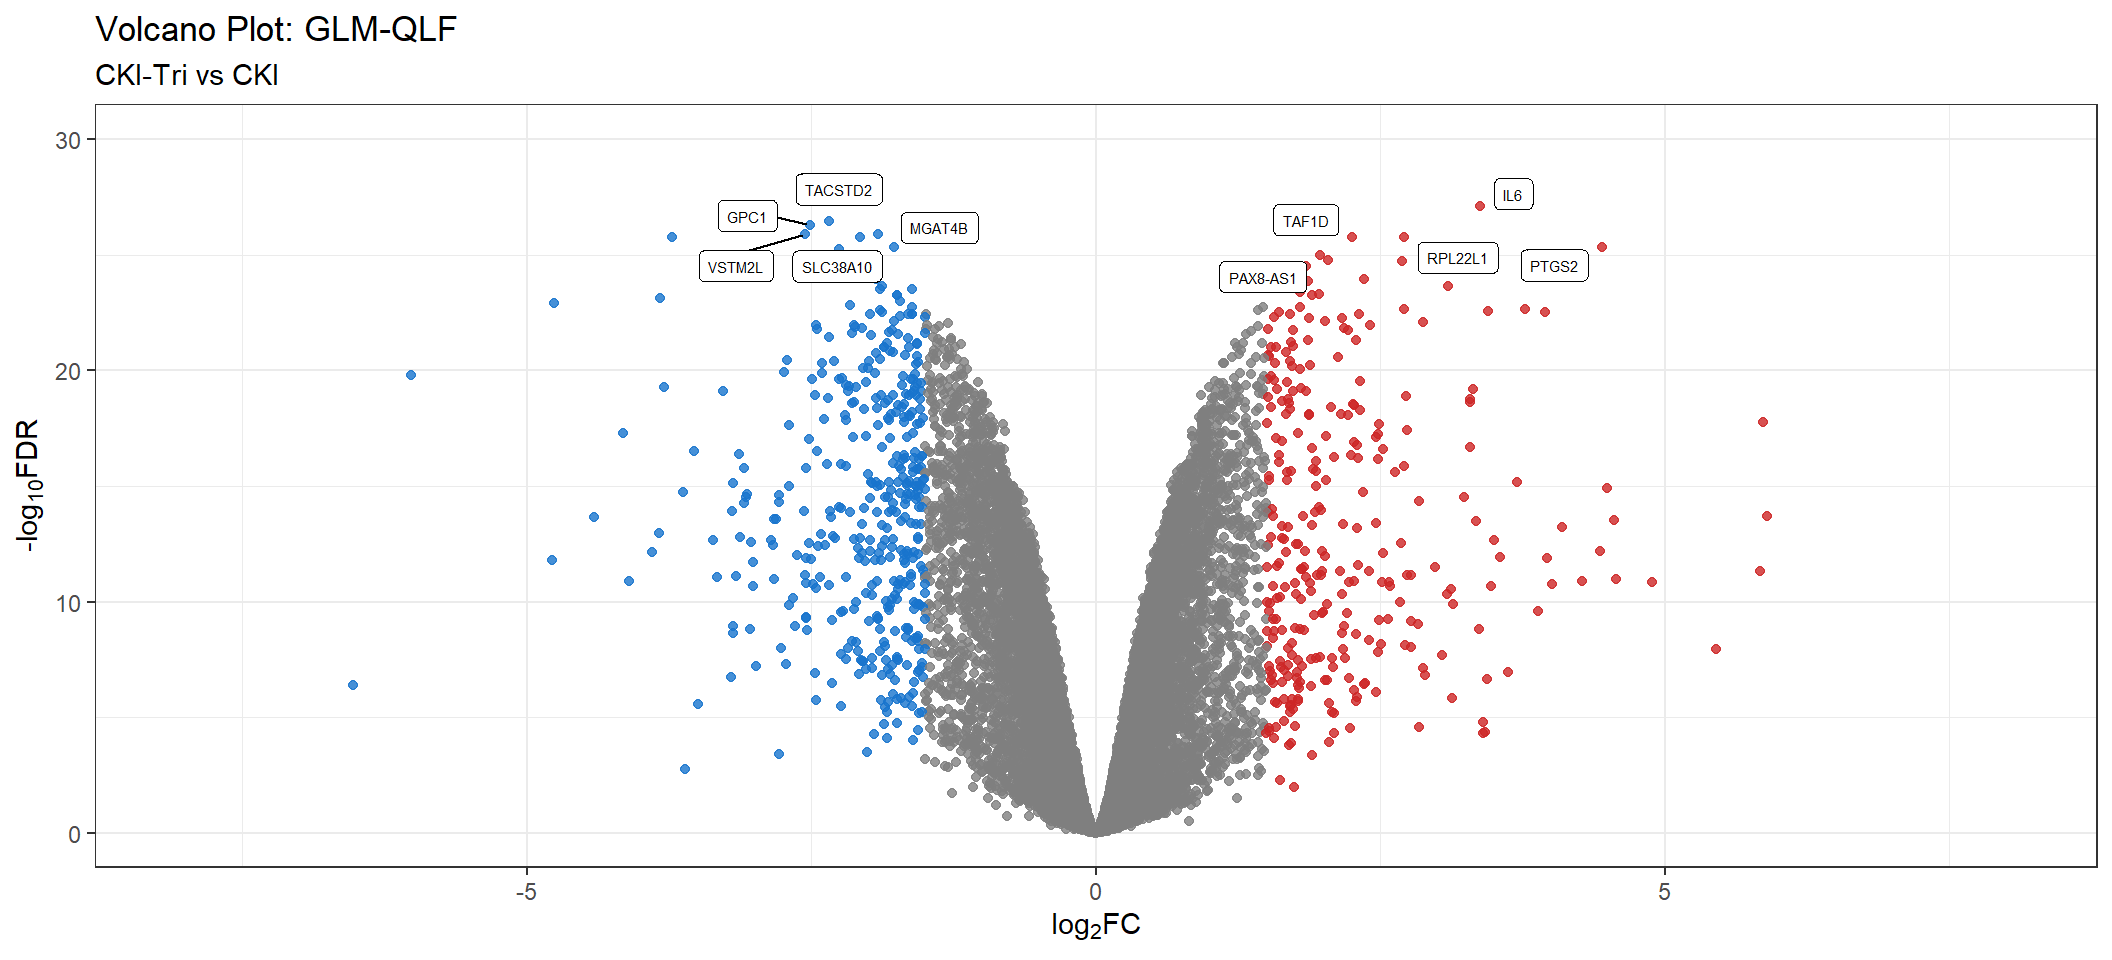 Volcano Plot: GLM-QLF
CKI-Tri vs CKI
-log10FDR
30
20
10
0
TACSTD2
GPC1
MGAT4B
VSTM2L
SLC38A10
IL6
TAF1D
RPL22L1
PTGS2
PAX8-AS1
-5
0
5
log2FC